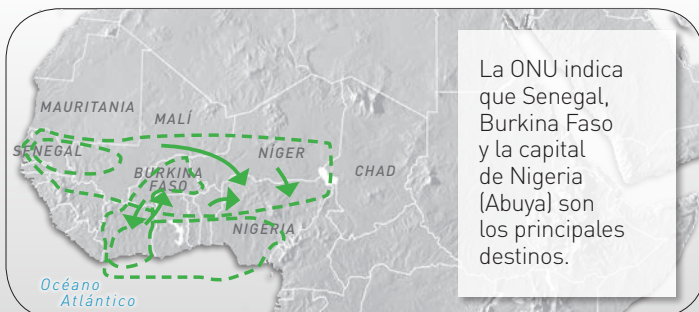 MAURITANIA
MALÍ
SENEGAL
NÍGER
BURKINA
FASO
CHAD
NIGERIA
Océano
Atlántico
La ONU indica
que Senegal,
Burkina Faso
y la capital
de Nigeria
(Abuya) son
los principales
destinos.